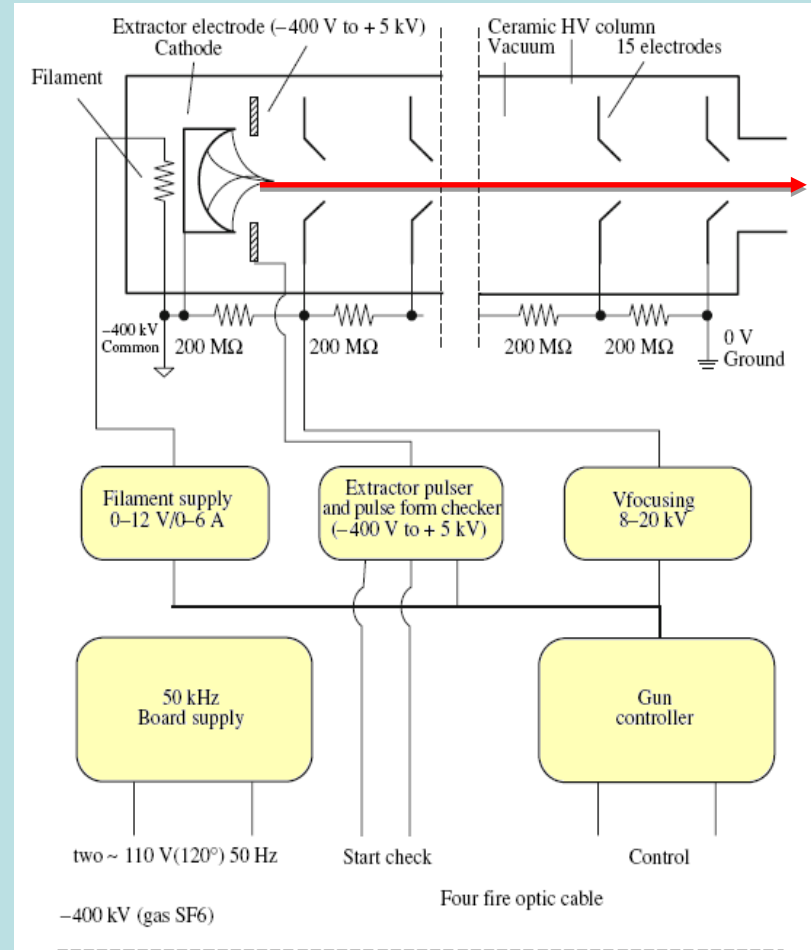 Extractor electrode (−400 V to + 5 kV)
Cathode
Filament
Ceramic HV column
Vacuum
15 electrodes
−400 kV
Common
200 MΩ
200 MΩ
200 MΩ
200 MΩ
0 V
Ground
Filament supply
0–12 V/0–6 A
Extractor pulser
and pulse form checker
(−400 V to + 5 kV)
Vfocusing
8–20 kV
50 kHz
Board supply
Gun
controller
two ~ 110 V(120°) 50 Hz
Start check
Control
Four fire optic cable
−400 kV (gas SF6)